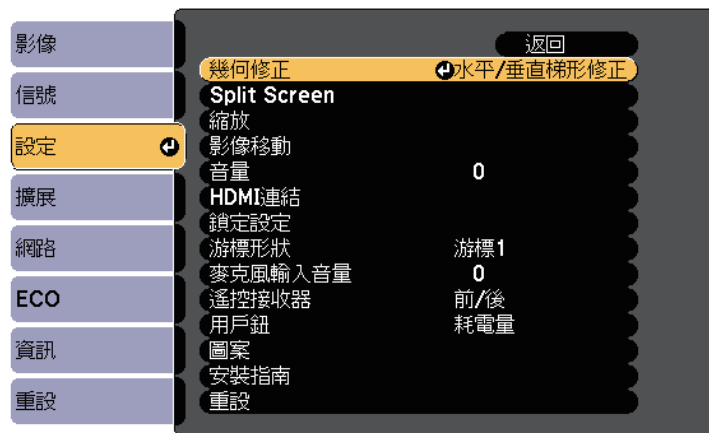 影像
信號
設定
擴展
網路
ECO
資訊
重設
返回
幾何修正 水平/垂直梯形修正
Split Screen
縮放
影像移動
音量 0
HDMI連結
鎖定設定
游標形狀 游標1
麥克風輸入音量 0
遙控接收器 前/後
用戶鈕 耗電量
圖案
安裝指南
重設